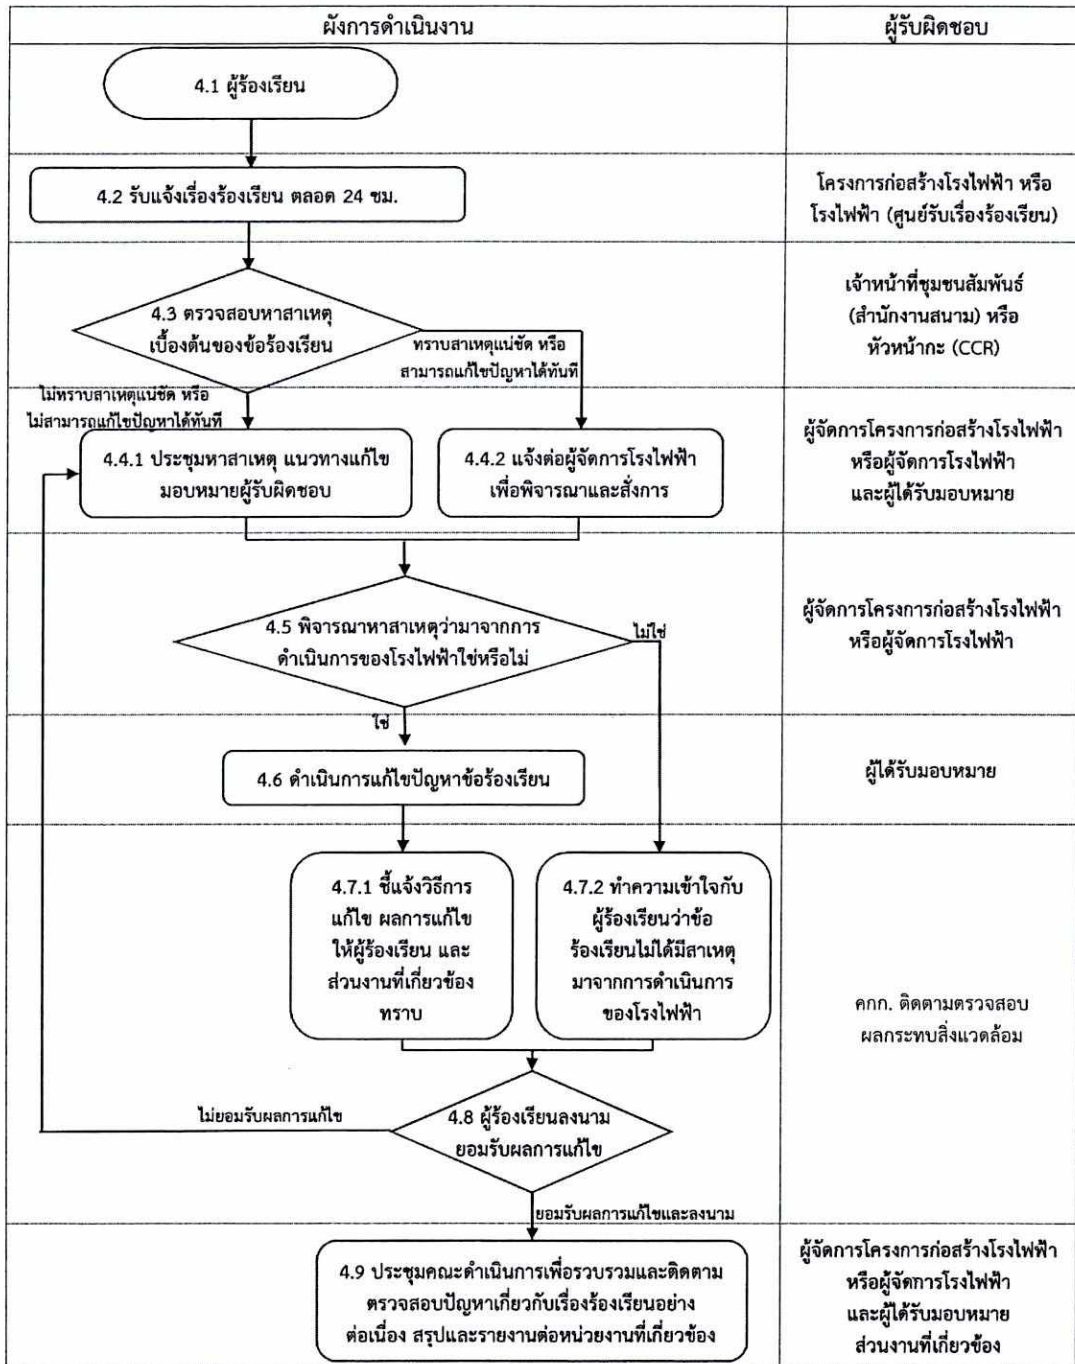 ผังการดำเนินงาน
ผู้รับผิดชอบ
4.1 ผู้ร้องเรียน
4.2 รับแจ้งเรื่องร้องเรียน ตลอด 24 ชม.
โครงการก่อสร้างโรงไฟฟ้า หรือ
โรงไฟฟ้า (ศูนย์รับเรื่องร้องเรียน)
4.3 ตรวจสอบหาสาเหตุ
เบื้องต้นของข้อร้องเรียน
ทราบสาเหตุแน่ชัด หรือ
สามารถแก้ไขปัญหาได้ทันที
เจ้าหน้าที่ชุมชนสัมพันธ์
(สำนักงานสนาม) หรือ
หัวหน้ากะ (CCR)
ไม่ทราบสาเหตุแน่ชัด หรือ
ไม่สามารถแก้ไขปัญหาได้ทันที
4.4.1 ประชุมหาสาเหตุ แนวทางแก้ไข
มอบหมายผู้รับผิดชอบ
4.4.2 แจ้งต่อผู้จัดการโรงไฟฟ้า
เพื่อพิจารณาและสั่งการ
ผู้จัดการโครงการก่อสร้างโรงไฟฟ้า
หรือผู้จัดการโรงไฟฟ้า
และผู้ได้รับมอบหมาย
4.5 พิจารณาหาสาเหตุว่ามาจากการ
ดำเนินการของโรงไฟฟ้าใช่หรือไม่
ไม่ใช่
ใช่
ผู้จัดการโครงการก่อสร้างโรงไฟฟ้า
หรือผู้จัดการโรงไฟฟ้า
4.6 ดำเนินการแก้ไขปัญหาข้อร้องเรียน
ผู้ได้รับมอบหมาย
4.7.1 ชี้แจงวิธีการ
แก้ไข ผลการแก้ไข
ให้ผู้ร้องเรียน และ
ส่วนงานที่เกี่ยวข้อง
ทราบ
4.7.2 ทำความเข้าใจกับ
ผู้ร้องเรียนว่าข้อ
ร้องเรียนไม่ได้มีสาเหตุ
มาจากการดำเนินการ
ของโรงไฟฟ้า
คกก. ติดตามตรวจสอบ
ผลกระทบสิ่งแวดล้อม
ไม่ยอมรับผลการแก้ไข
4.8 ผู้ร้องเรียนลงนาม
ยอมรับผลการแก้ไข
ยอมรับผลการแก้ไขและลงนาม
4.9 ประชุมคณะดำเนินการเพื่อรวบรวมและติดตาม
ตรวจสอบปัญหาเกี่ยวกับเรื่องร้องเรียนอย่าง
ต่อเนื่อง สรุปและรายงานต่อหน่วยงานที่เกี่ยวข้อง
ผู้จัดการโครงการก่อสร้างโรงไฟฟ้า
หรือผู้จัดการโรงไฟฟ้า
และผู้ได้รับมอบหมาย
ส่วนงานที่เกี่ยวข้อง